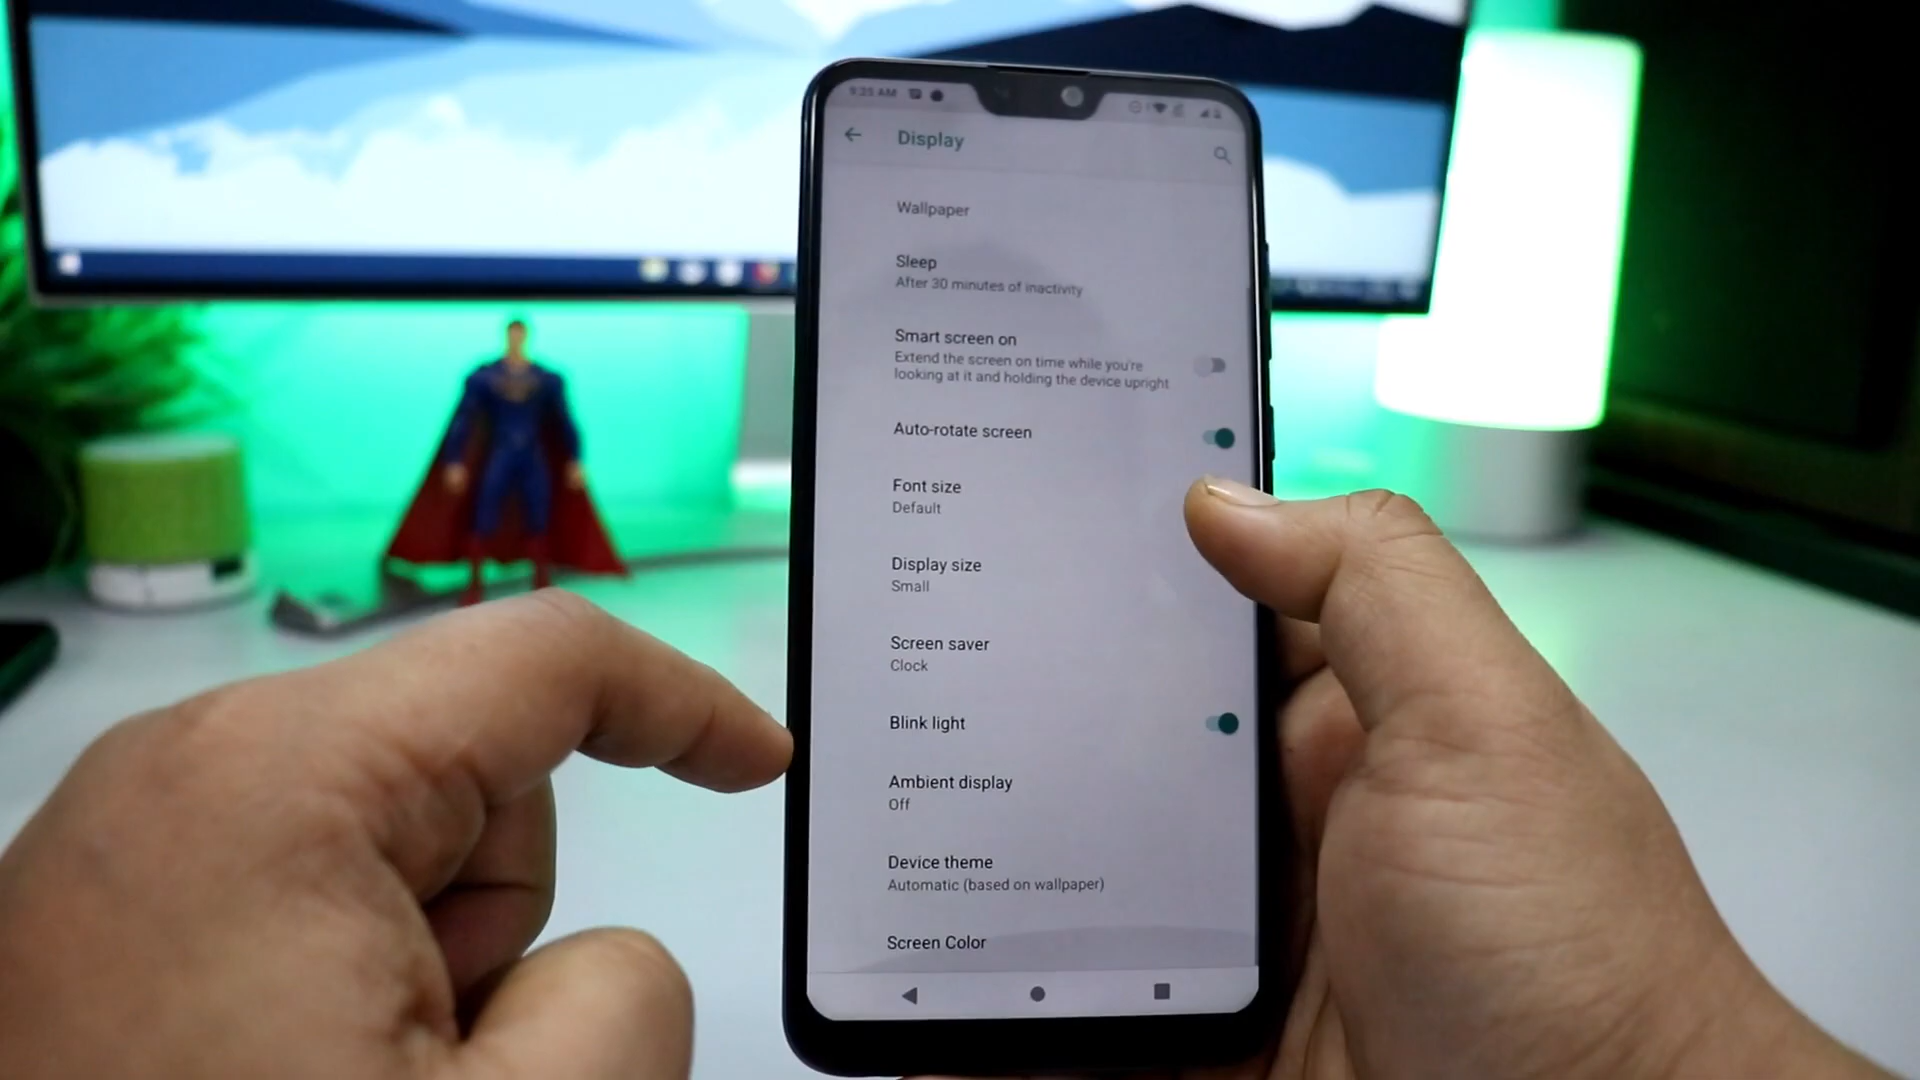 9:25 AM
Display
Wallpaper
Sleep
After 30 minutes of inactivity
Smart screen on
Extend the screen on time while you're
looking at it and holding the device upright
Auto-rotate screen
Font size
Default
Display size
Small
Screen saver
Clock
Blink light
Ambient display
Off
Device theme
Automatic (based on wallpaper)
Screen Color